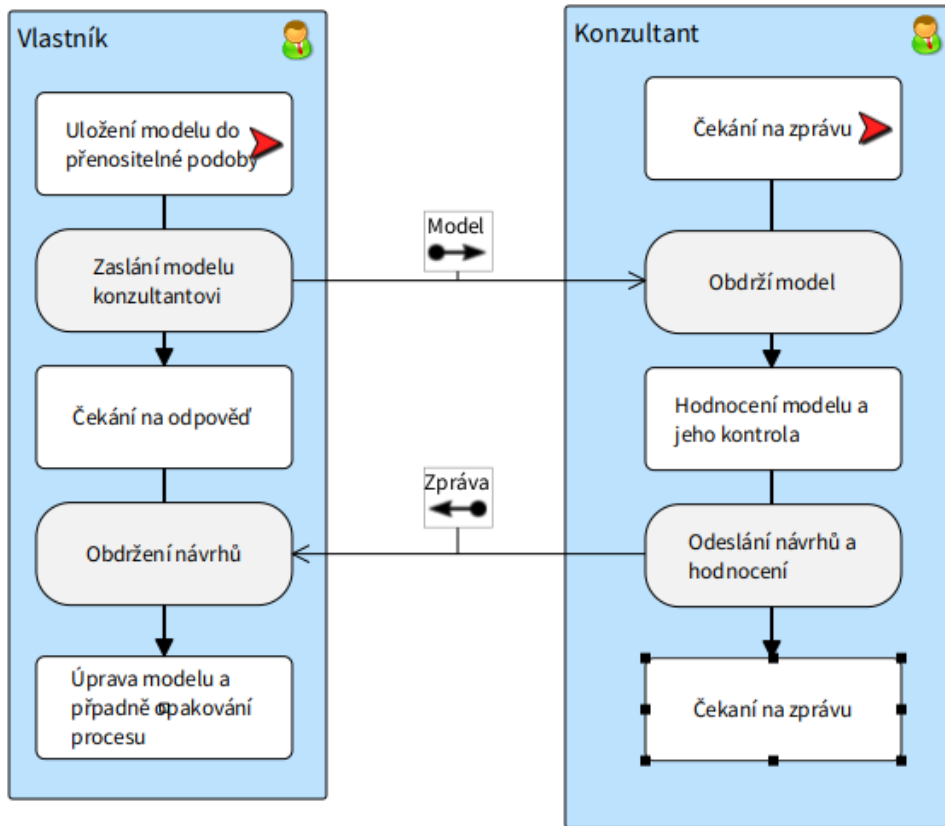 Vlastník
Uložení modelu do
přenositelné podoby
Zaslání modelu
konzultantovi
Čekání na odpověď
Obdržení návrhů
Úprava modelu a
přpadně opakování
procesu
Model
Zpráva
Konzultant
Čekání na zprávu
Obdrží model
Hodnocení modelu a
jeho kontrola
Odeslání návrhů a
hodnocení
Čekaní na zprávu